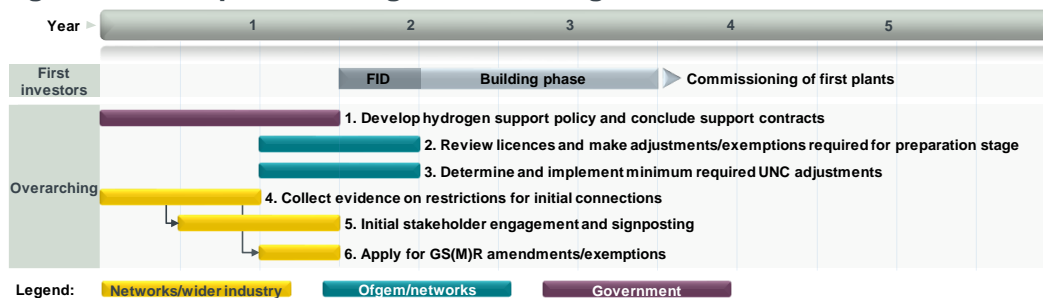 Year
1 2 3 4 5
First
investors
FID
Building phase
Commissioning of first plants
Overarching
1. Develop hydrogen support policy and conclude support contracts
2. Review licences and make adjustments/exemptions required for preparation stage
3. Determine and implement minimum required UNC adjustments
4. Collect evidence on restrictions for initial connections
5. Initial stakeholder engagement and signposting
6. Apply for GS(M)R amendments/exemptions
Legend: Networks/wider industry Ofgem/networks Government